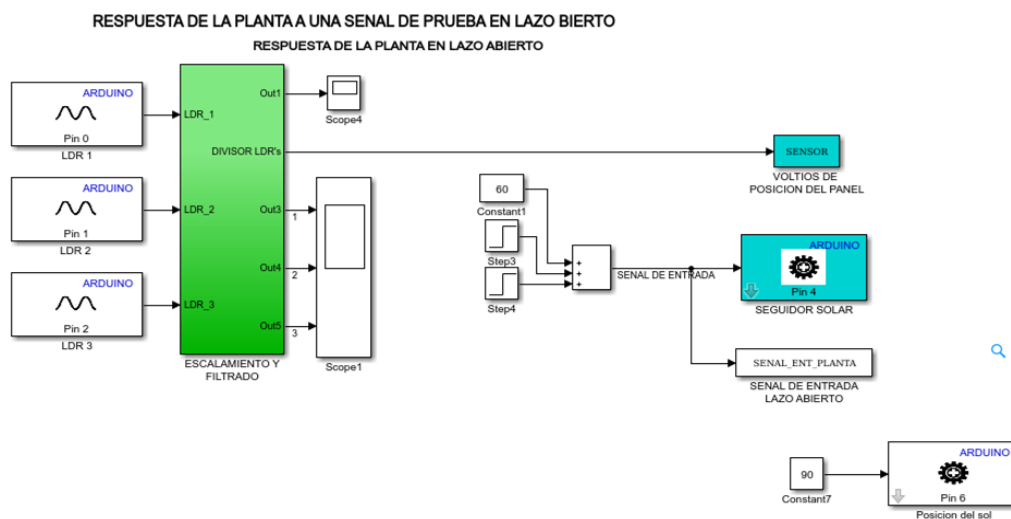 RESPUESTA DE LA PLANTA A UNA SENAL DE PRUEBA EN LAZO BIERTO
RESPUESTA DE LA PLANTA EN LAZO ABIERTO
ARDUINO
Pin 0
LDR 1
ARDUINO
Pin 1
LDR 2
ARDUINO
Pin 2
LDR 3
LDR_1
LDR_2
LDR_3
Out1
DIVISOR LDR's
Out3
Out4
Out5
ESCALAMIENTO Y
FILTRADO
Scope4
1
2
3
Scope1
60
Constant1
Step3
Step4
+
+
+
SENAL DE ENTRADA
SENSOR
VOLTIOS DE
POSICION DEL PANEL
ARDUINO
Pin 4
SEGUIDOR SOLAR
SENAL_ENT_PLANTA
SENAL DE ENTRADA
LAZO ABIERTO
90
Constant7
ARDUINO
Pin 6
Posicion del sol